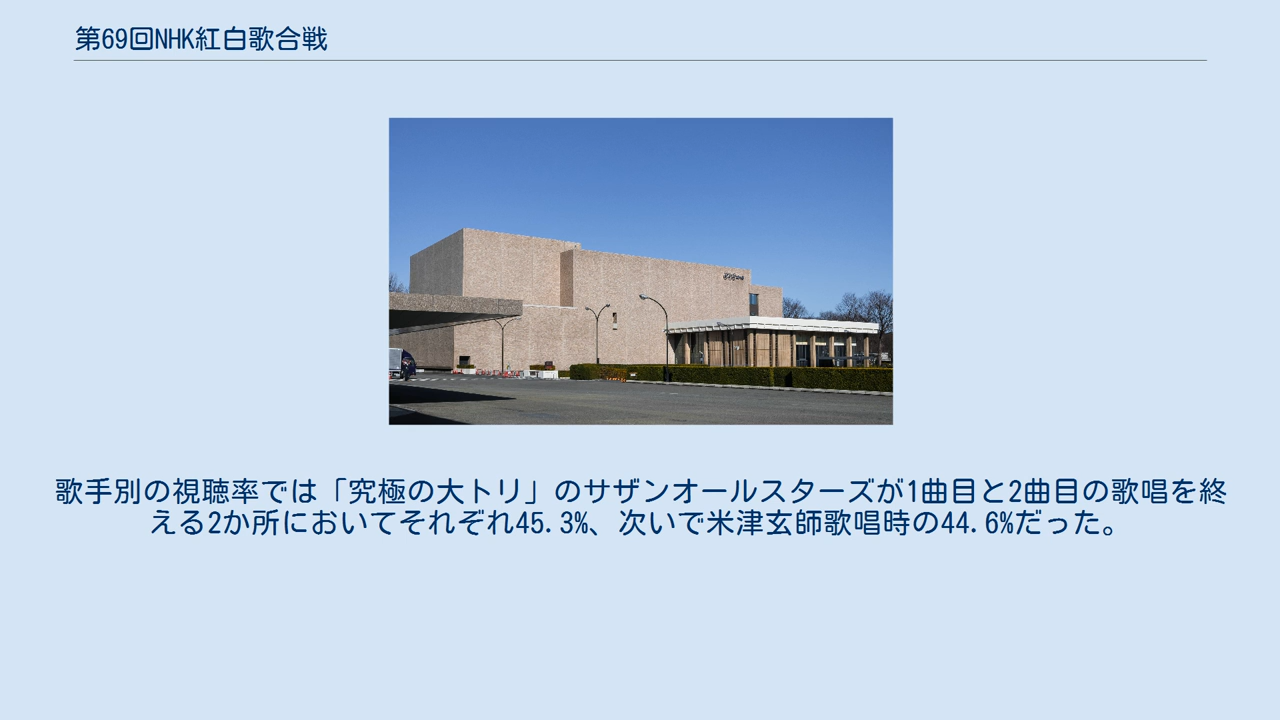 第69回NHK紅白歌合戦
歌手別の視聴率では「究極の大トリ」のサザンオールスターズが1曲目と2曲目の歌唱を終
える2か所においてそれぞれ45.3%、次いで米津玄師歌唱時の44.6%だった。